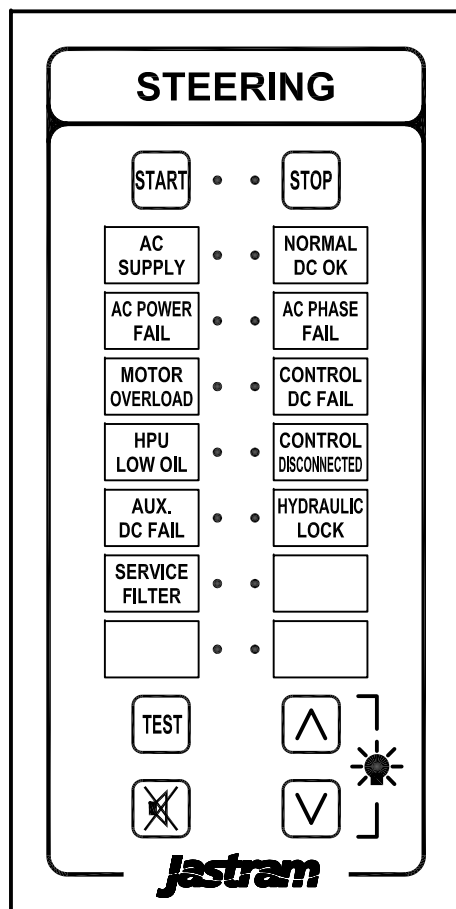 STEERING
START STOP
AC
SUPPLY
NORMAL
DC OK
AC POWER
FAIL
AC PHASE
FAIL
MOTOR
OVERLOAD
CONTROL
DC FAIL
HPU
LOW OIL
CONTROL
DISCONNECTED
AUX.
DC FAIL
HYDRAULIC
LOCK
SERVICE
FILTER
TEST
Jastram